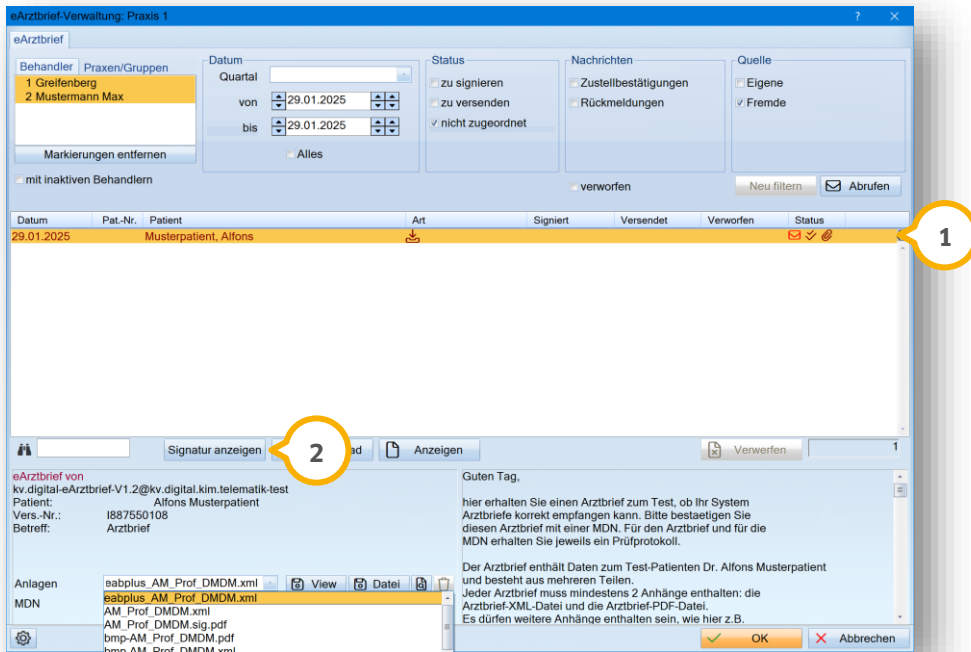 eArztbrief-Verwaltung: Praxis 1
eArztbrief
Behandler Praxen/Gruppen
1 Greifenberg
2 Mustermann Max
Markierungen entfernen
mit inaktiven Behandlern
Datum
Quartal
von 29.01.2025
bis 29.01.2025
Alles
Status
zu signieren
zu versenden
nicht zugeordnet
Nachrichten
Zustellbestätigungen
Rückmeldungen
verworfen
Quelle
Eigene
Fremde
Neu filtern Abrufen
Datum Pat.-Nr. Patient Art Signiert Versendet Verworfen Status
29.01.2025 Musterpatient, Alfons
1
Signatur anzeigen 2 ad Anzeigen Verwerfen 1
eArztbrief von
kv.digital-eArztbrief-V1.2@kv.digital.kim.telematik-test
Patient: Alfons Musterpatient
Vers.-Nr.: I887550108
Betreff: Arztbrief
Anlagen eabplus_AM_Prof_DMDM.xml View Datei
MDN eabplus_AM_Prof_DMDM.xml
AM_Prof_DMDM.xml
AM_Prof_DMDM.sig.pdf
bmp-AM_Prof_DMDM.pdf
bmp-AM_Prof_DMDM.xml
Guten Tag,
hier erhalten Sie einen Arztbrief zum Test, ob Ihr System
Arztbriefe korrekt empfangen kann. Bitte bestaetigen Sie
diesen Arztbrief mit einer MDN. Für den Arztbrief und für die
MDN erhalten Sie jeweils ein Prüfprotokoll.
Der Arztbrief enthält Daten zum Test-Patienten Dr. Alfons Musterpatient
und besteht aus mehreren Teilen.
Jeder Arztbrief muss mindestens 2 Anhänge enthalten: die
Arztbrief-XML-Datei und die Arztbrief-PDF-Datei.
Es dürfen weitere Anhänge enthalten sein, wie hier z.B.
OK Abbrechen